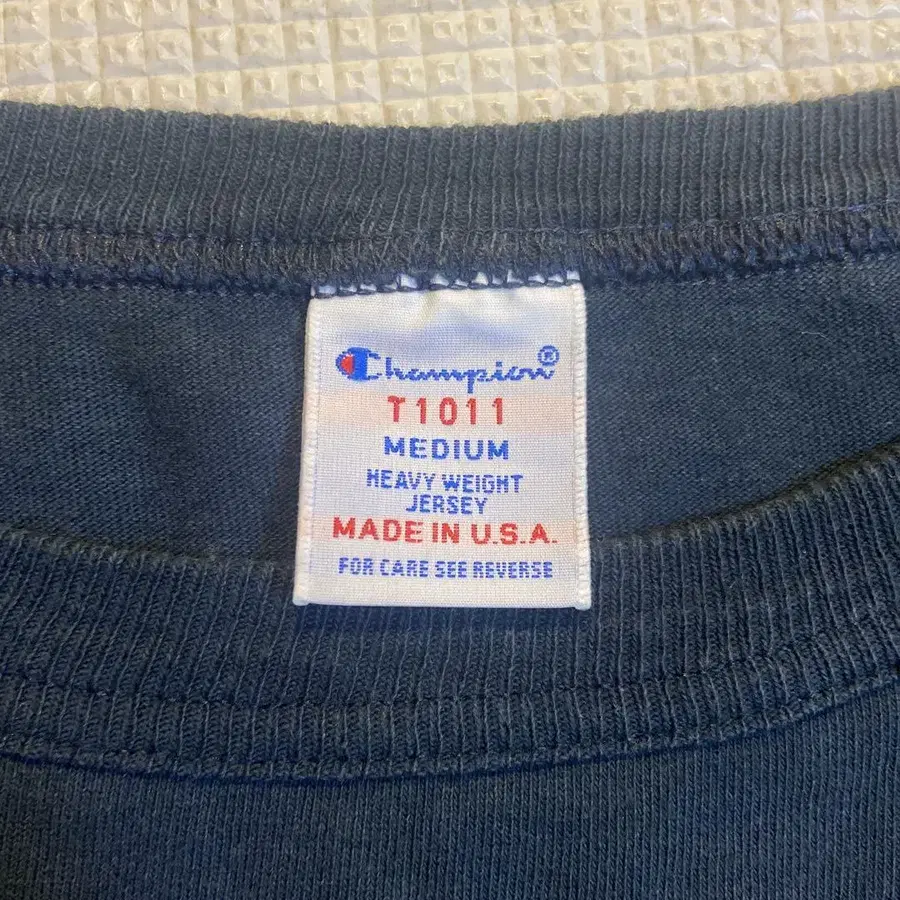 Champion®
T1011
MEDIUM
HEAVY WEIGHT
JERSEY
MADE IN U.S.A.
FOR CARE SEE REVERSE